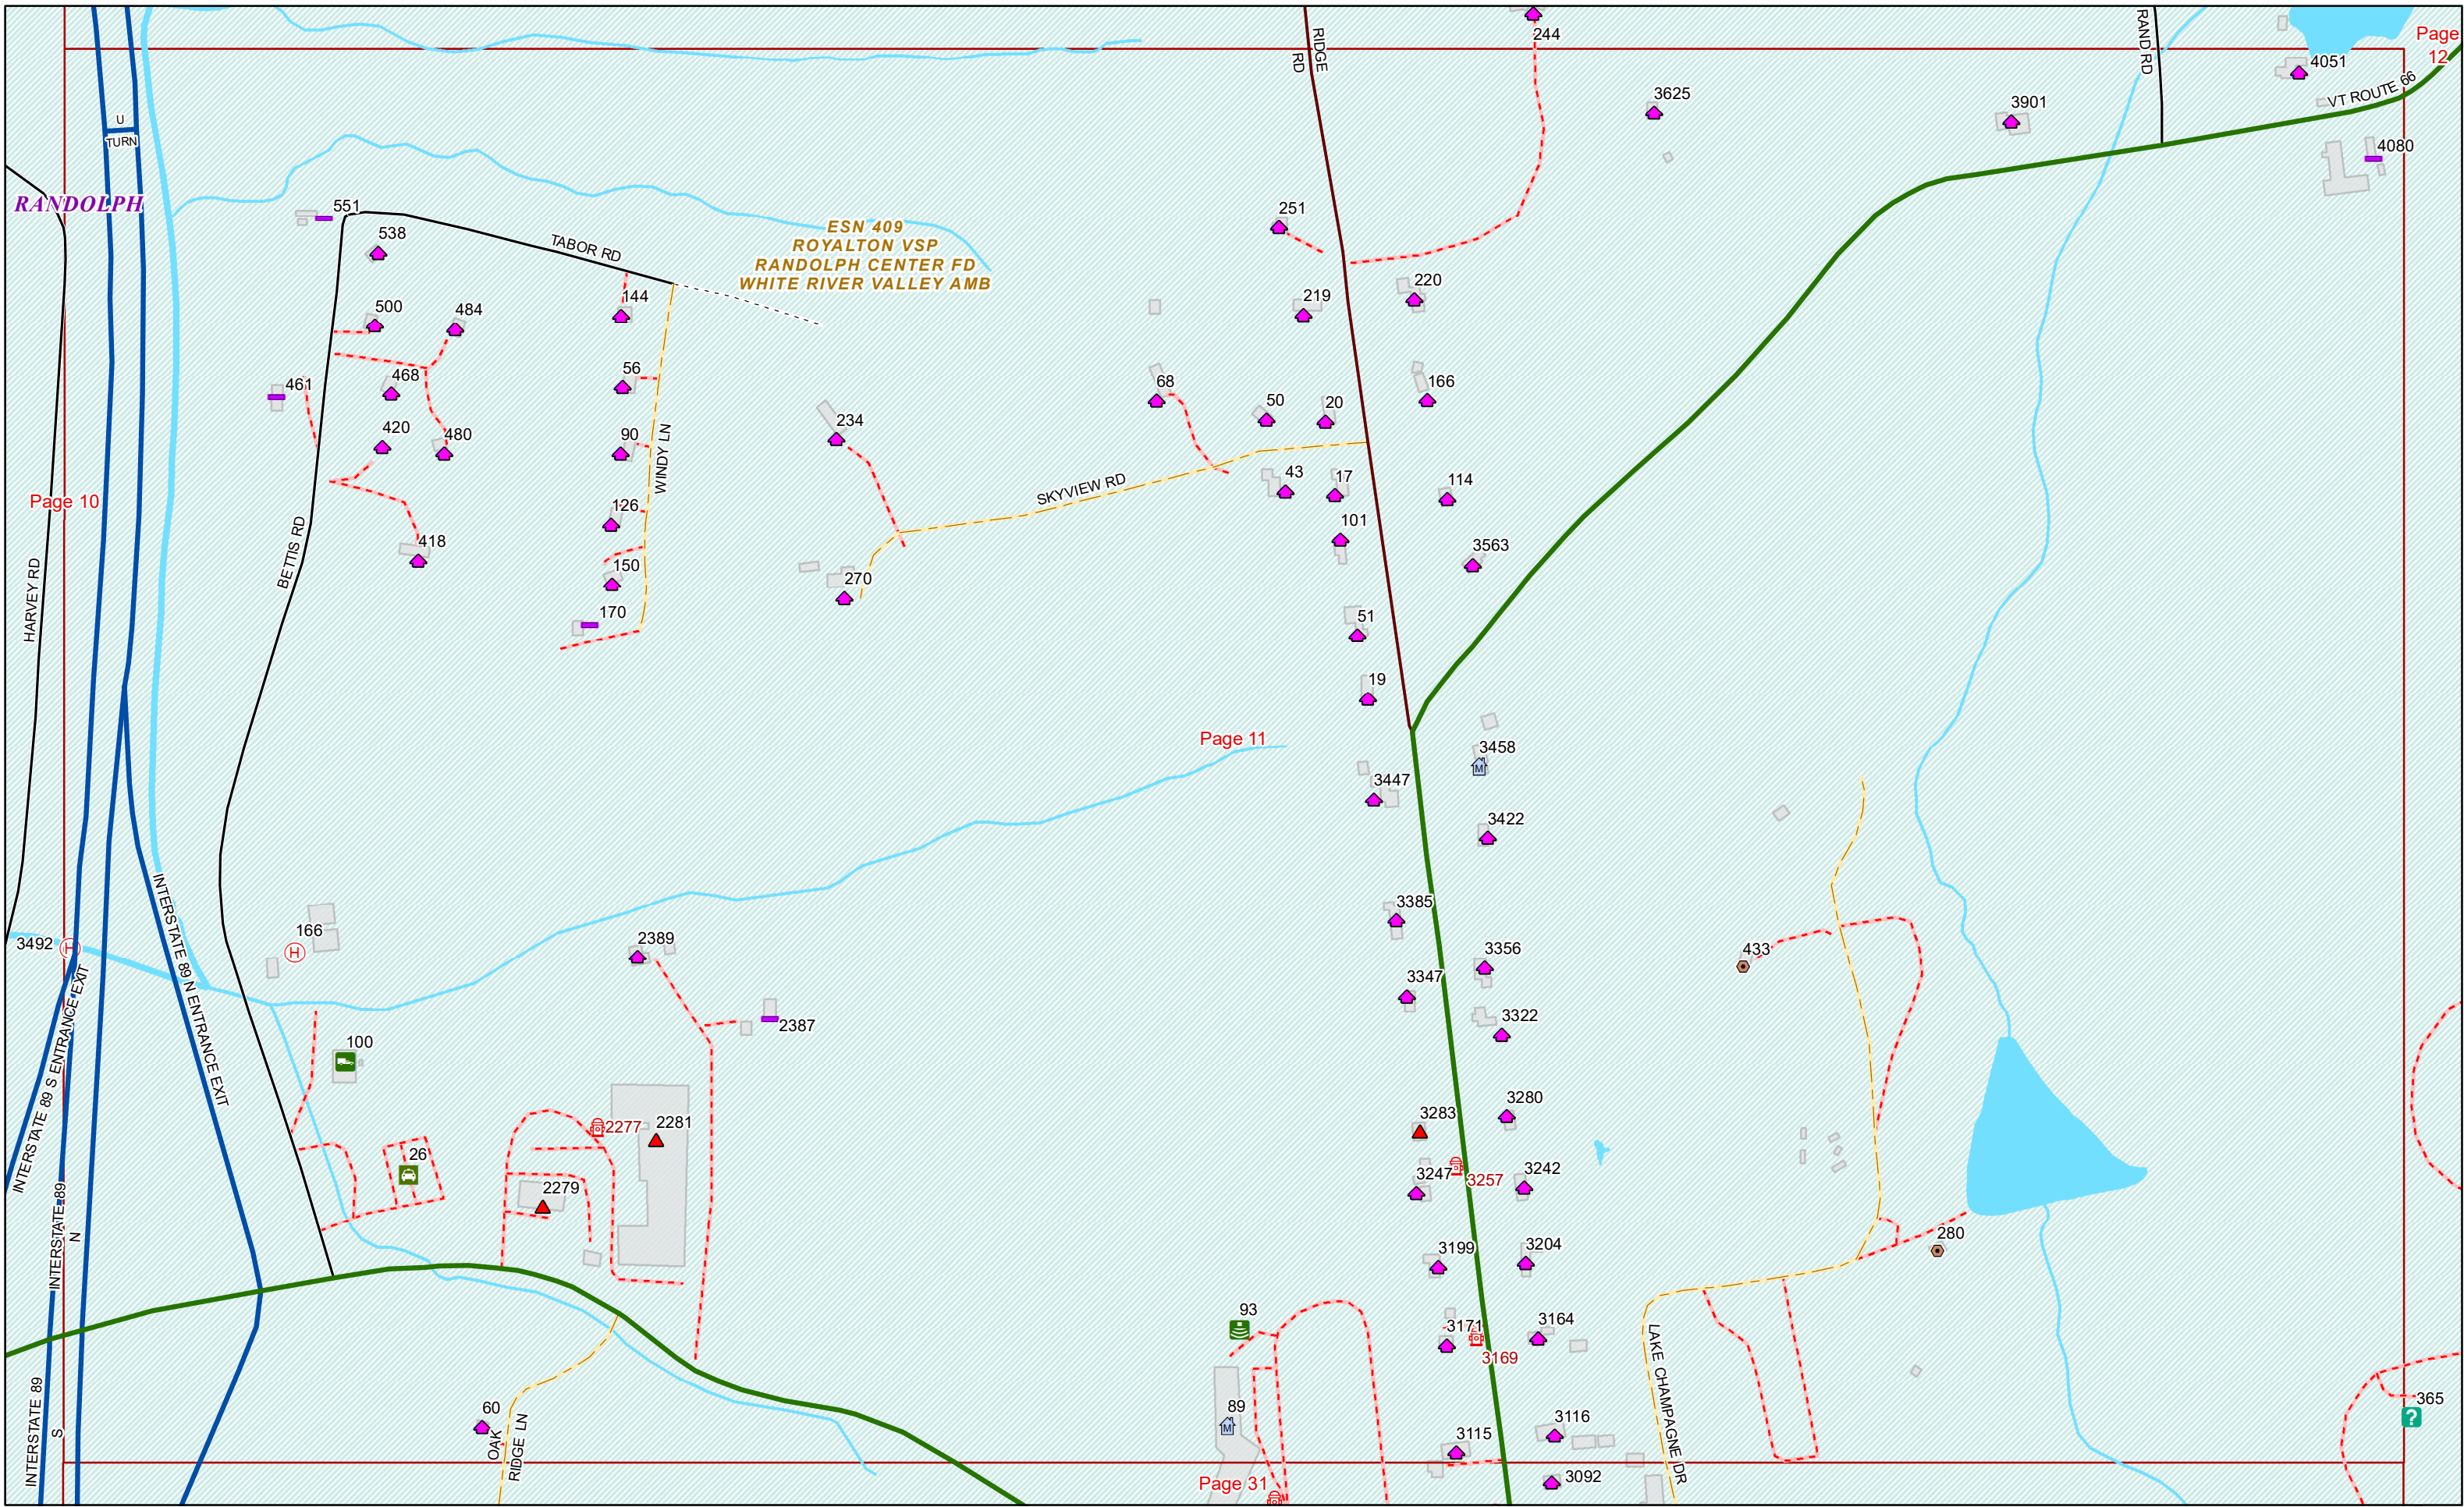 244
Page
12
RIDGE
RD
RAND RD
4051
VT ROUTE 66
3625
3901
U
TURN
4080
RANDOLPH
551
538
TABOR RD
ESN 409
ROYALTON VSP
RANDOLPH CENTER FD
WHITE RIVER VALLEY AMB
251
220
144
219
500
484
56
68
166
461
468
50
20
234
420
480
90
WINDY LN
43
17
114
SKYVIEW RD
Page 10
126
101
418
3563
BETTIS RD
150
270
HARVEY RD
170
51
19
Page 11
3458
3447
3422
3385
INTERSTATE 89 N ENTRANCE EXIT
166
H
3492
H
2389
3356
433
3347
INTERSTATE 89 S ENTRANCE EXIT
2387
3322
100
3280
3283
2277
2281
26
3247
3257
3242
2279
INTERSTATE 89
N
280
3199
3204
93
3171
3164
3169
LAKE CHAMPAGNE DR
INTERSTATE 89
S
60
OAK
RIDGE LN
89
M
3115
3116
365
?
Page 31
3092
M